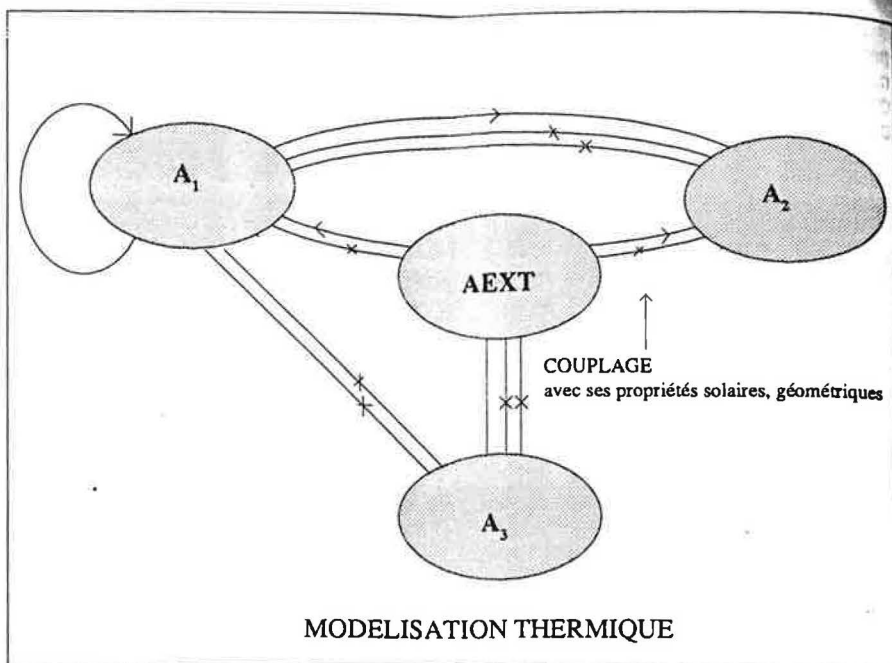 A₁
A₂
AEXT
COUPLAGE
avec ses propriétés solaires, géométriques
A₃
MODELISATION THERMIQUE